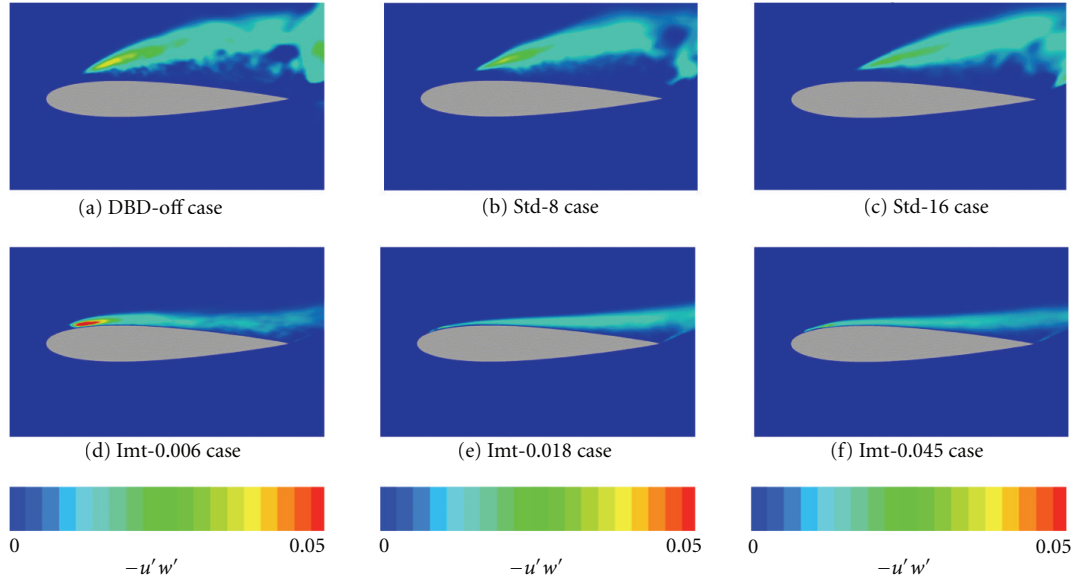 (a) DBD-off case
(b) Std-8 case
(c) Std-16 case
(d) Imt-0.006 case
(e) Imt-0.018 case
(f) Imt-0.045 case
0 0.05
−u′w′
0 0.05
−u′w′
0 0.05
−u′w′